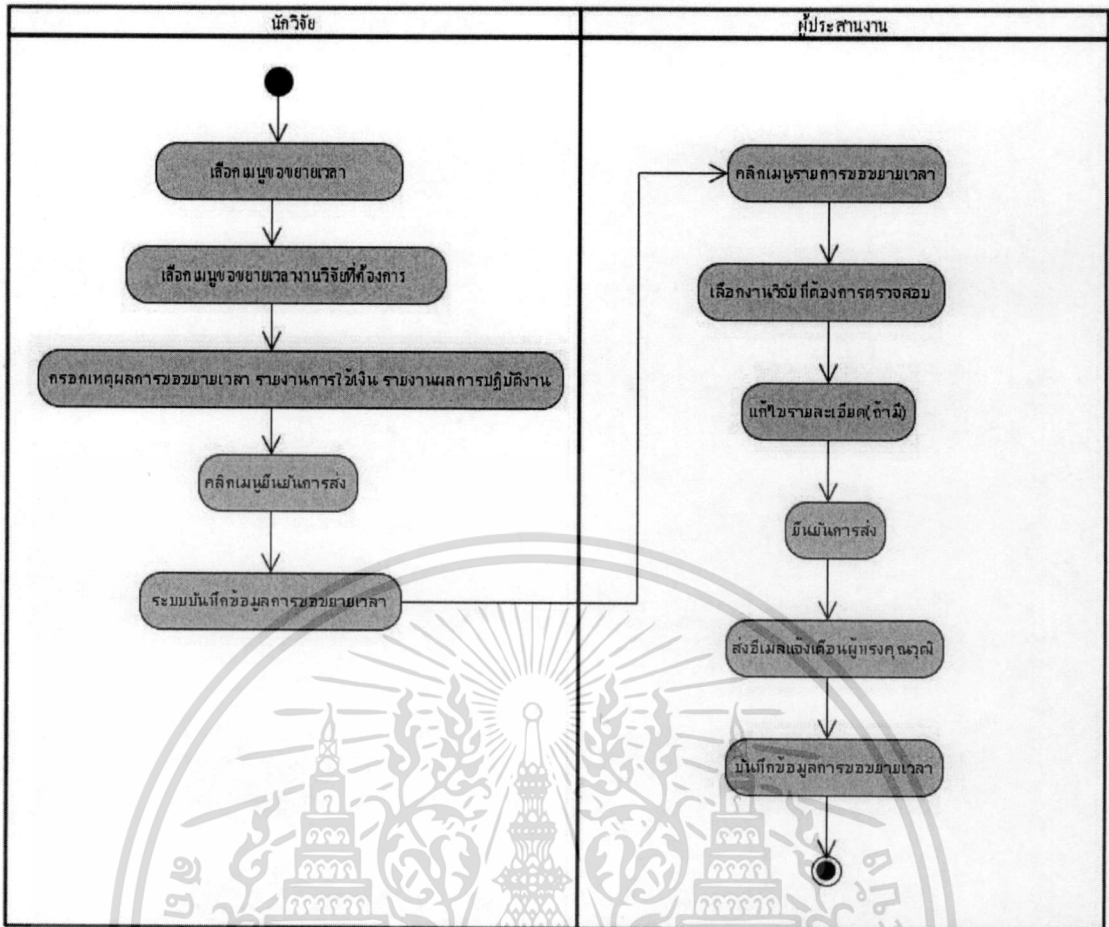 นักวิจัย
ผู้ประสานงาน
เลือกเมนูขอขยายเวลา
เลือกเมนูขอขยายเวลางานวิจัยที่ต้องการ
กรอกเหตุผลการขอขยายเวลา รายงานการใช้เงิน รายงานผลการปฏิบัติงาน
คลิกเมนูยืนยันการส่ง
ระบบบันทึกข้อมูลการขอขยายเวลา
คลิกเมนูรายการขอขยายเวลา
เลือกงานวิจัยที่ต้องการตรวจสอบ
แก้ไขรายละเอียด(ถ้ามี)
ยืนยันการส่ง
ส่งอีเมลแจ้งเตือนผู้ทรงคุณวุฒิ
บันทึกข้อมูลการขอขยายเวลา